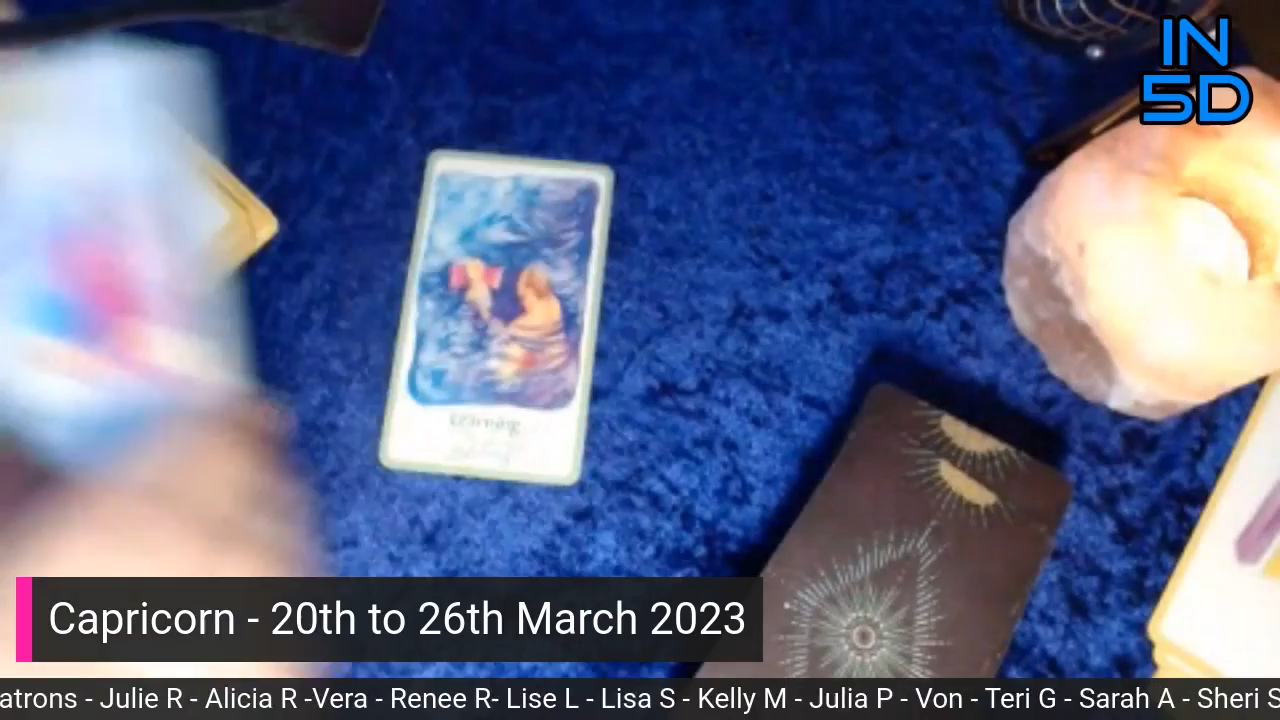 IN
5D
Learning
Capricorn - 20th to 26th March 2023
atrons - Julie R - Alicia R -Vera - Renee R- Lise L - Lisa S - Kelly M - Julia P - Von - Teri G - Sarah A - Sheri S